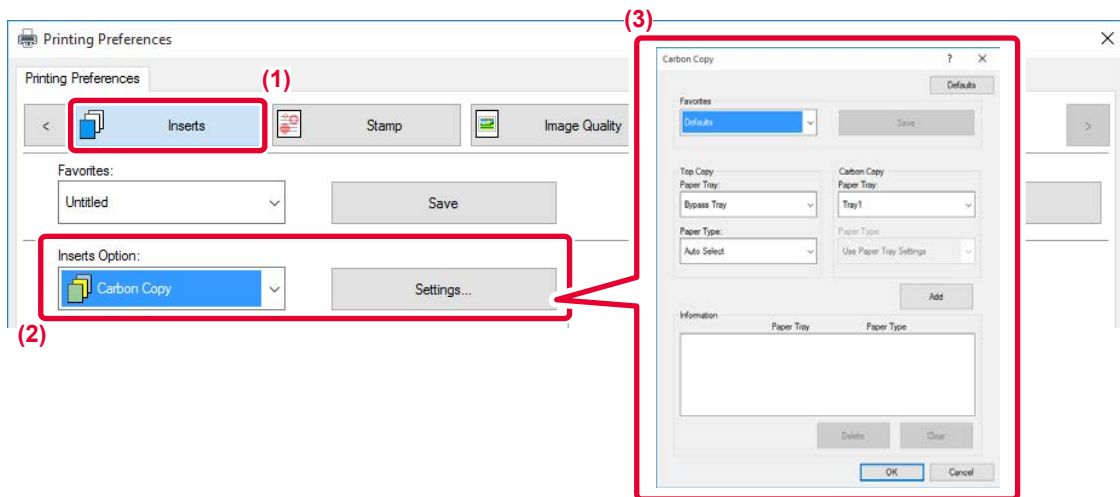 (3)
Printing Preferences
Printing Preferences
(1)
< Inserts Stamp Image Quality >
Favorites:
Untitled Save
Inserts Option:
Carbon Copy Settings...
(2)
Carbon Copy ?
Defaults
Favorites
Defaults Save
Top Copy Carbon Copy
Paper Tray: Paper Tray:
Bypass Tray Tray1
Paper Type: Paper Type:
Auto Select Use Paper Tray Settings
Add
Information
Paper Tray Paper Type
Delete Clear
OK Cancel